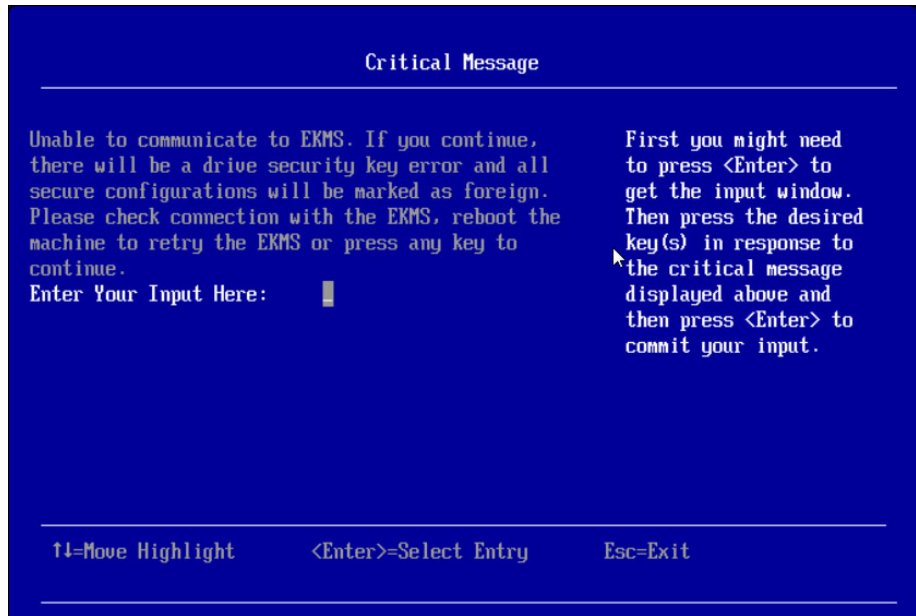 Critical Message
Unable to communicate to EKMS. If you continue,
there will be a drive security key error and all
secure configurations will be marked as foreign.
Please check connection with the EKMS, reboot the
machine to retry the EKMS or press any key to
continue.
Enter Your Input Here: _
First you might need
to press <Enter> to
get the input window.
Then press the desired
key(s) in response to
the critical message
displayed above and
then press <Enter> to
commit your input.
↑↓=Move Highlight <Enter>=Select Entry Esc=Exit